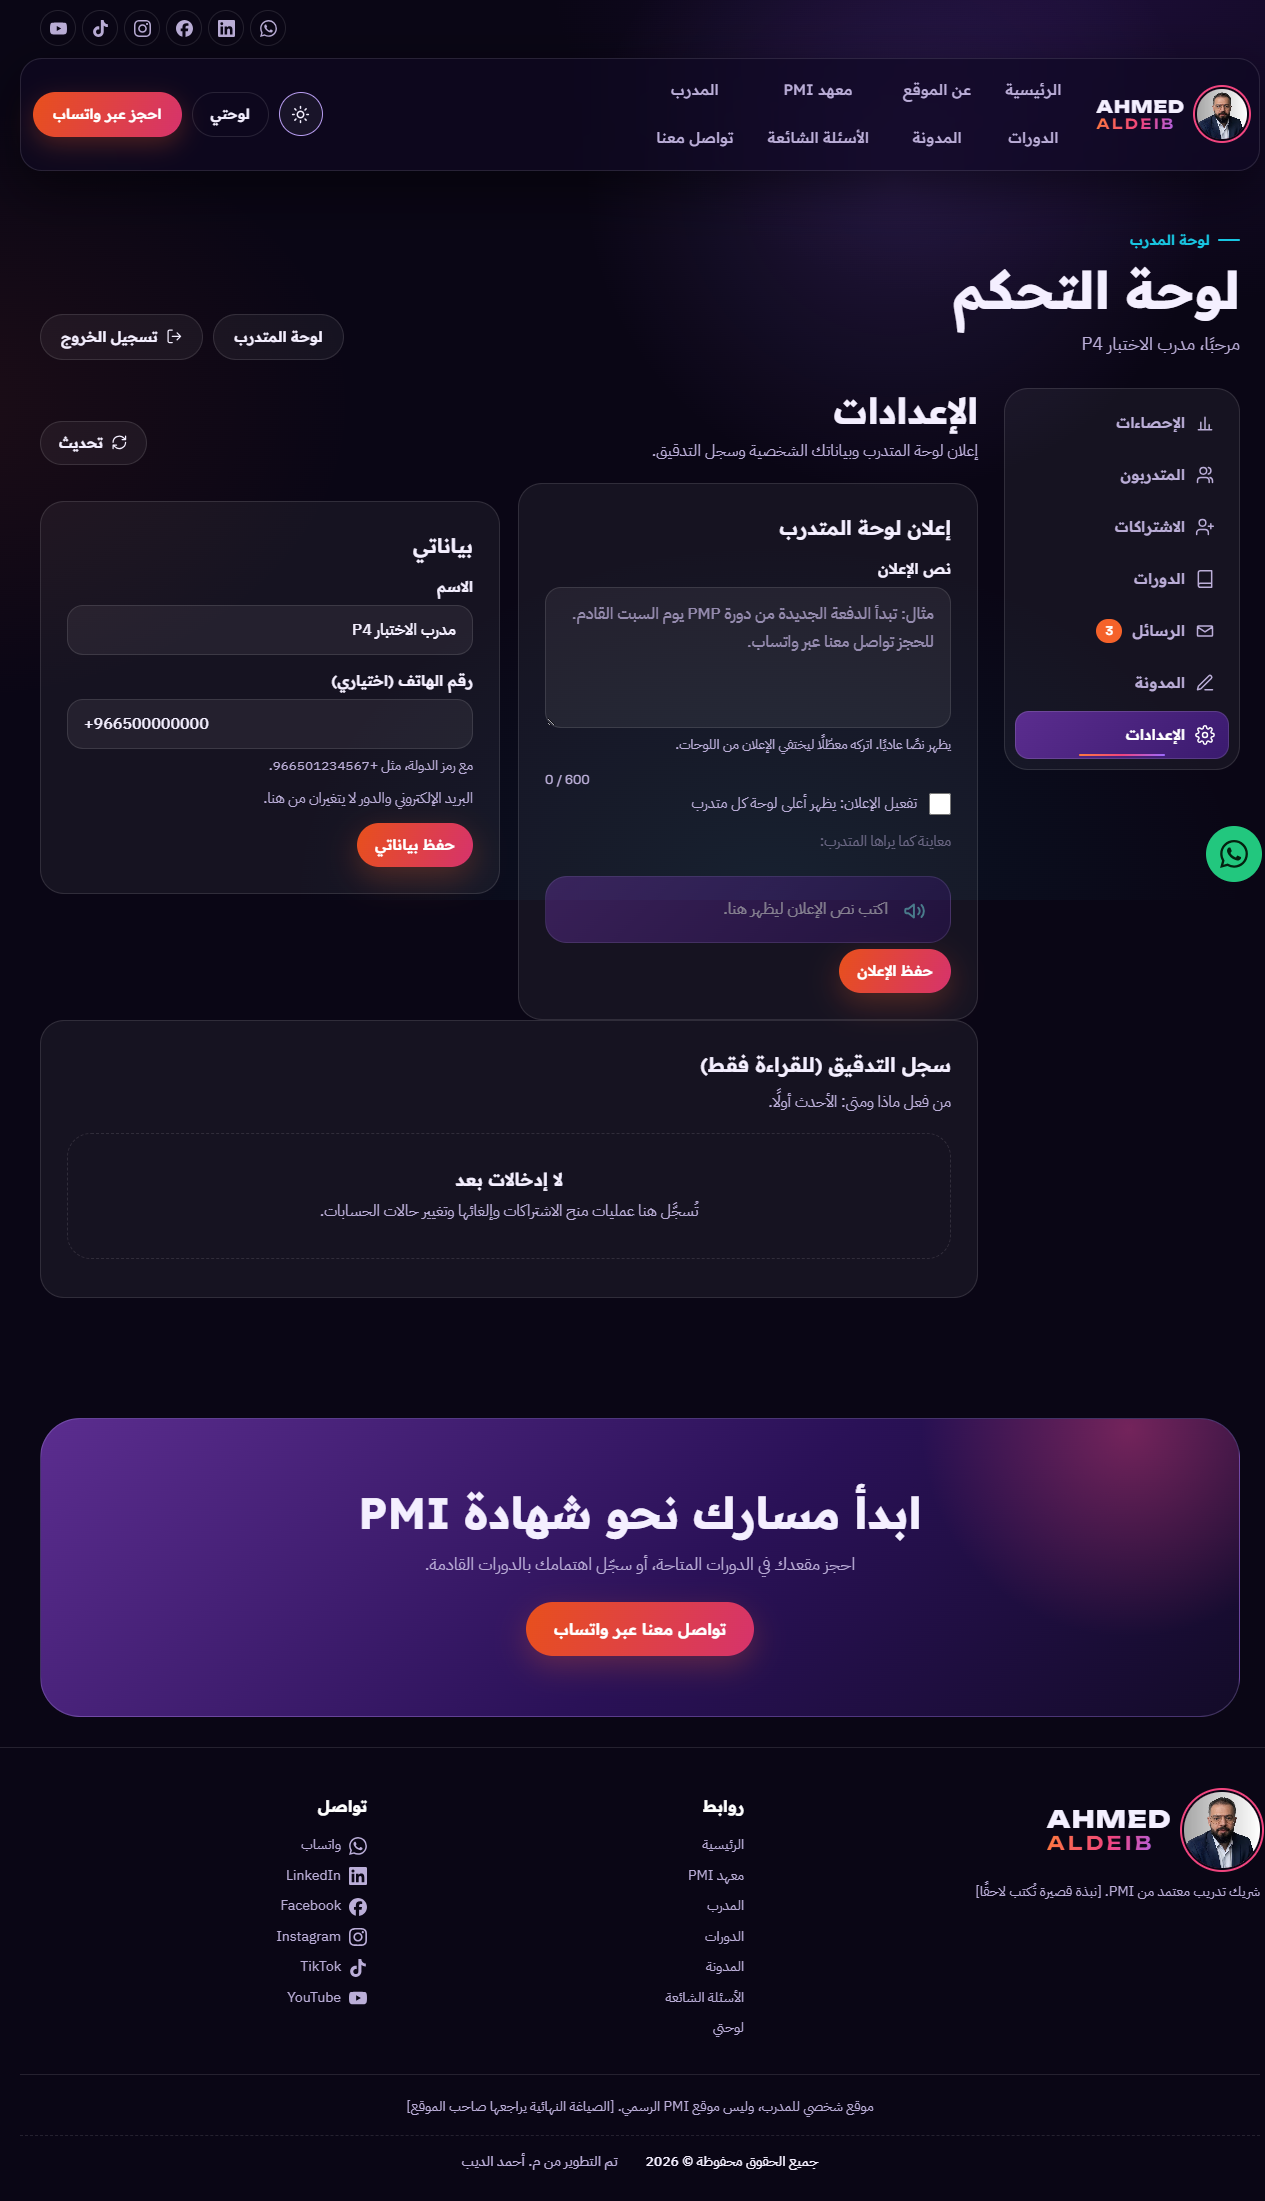 AHMED
ALDEIB
الرئيسية
عن الموقع
معهد PMI
المدرب
الدورات
المدونة
الأسئلة الشائعة
تواصل معنا
لوحتي
احجز عبر واتساب
لوحة المدرب
لوحة التحكم
مرحبًا، مدرب الاختبار P4
لوحة المتدرب
تسجيل الخروج
الإحصاءات
المتدربون
الاشتراكات
الدورات
الرسائل 3
المدونة
الإعدادات
الإعدادات
إعلان لوحة المتدرب وبياناتك الشخصية وسجل التدقيق.
تحديث
إعلان لوحة المتدرب
نص الإعلان
مثال: تبدأ الدفعة الجديدة من دورة PMP يوم السبت القادم.
للحجز تواصل معنا عبر واتساب.
يظهر نصًا عاديًا. اتركه معطّلًا ليختفي الإعلان من اللوحات.
0 / 600
تفعيل الإعلان: يظهر أعلى لوحة كل متدرب
معاينة كما يراها المتدرب:
اكتب نص الإعلان ليظهر هنا.
حفظ الإعلان
بياناتي
الاسم
مدرب الاختبار P4
رقم الهاتف (اختياري)
+966500000000
مع رمز الدولة، مثل +966501234567.
البريد الإلكتروني والدور لا يتغيران من هنا.
حفظ بياناتي
سجل التدقيق (للقراءة فقط)
من فعل ماذا ومتى: الأحدث أولًا.
لا إدخالات بعد
تُسجَّل هنا عمليات منح الاشتراكات وإلغائها وتغيير حالات الحسابات.
ابدأ مسارك نحو شهادة PMI
احجز مقعدك في الدورات المتاحة، أو سجّل اهتمامك بالدورات القادمة.
تواصل معنا عبر واتساب
AHMED
ALDEIB
شريك تدريب معتمد من PMI. [نبذة قصيرة تُكتب لاحقًا]
روابط
الرئيسية
معهد PMI
المدرب
الدورات
المدونة
الأسئلة الشائعة
لوحتي
تواصل
واتساب
LinkedIn
Facebook
Instagram
TikTok
YouTube
موقع شخصي للمدرب، وليس موقع PMI الرسمي. [الصياغة النهائية يراجعها صاحب الموقع]
جميع الحقوق محفوظة © 2026
تم التطوير من م. أحمد الديب